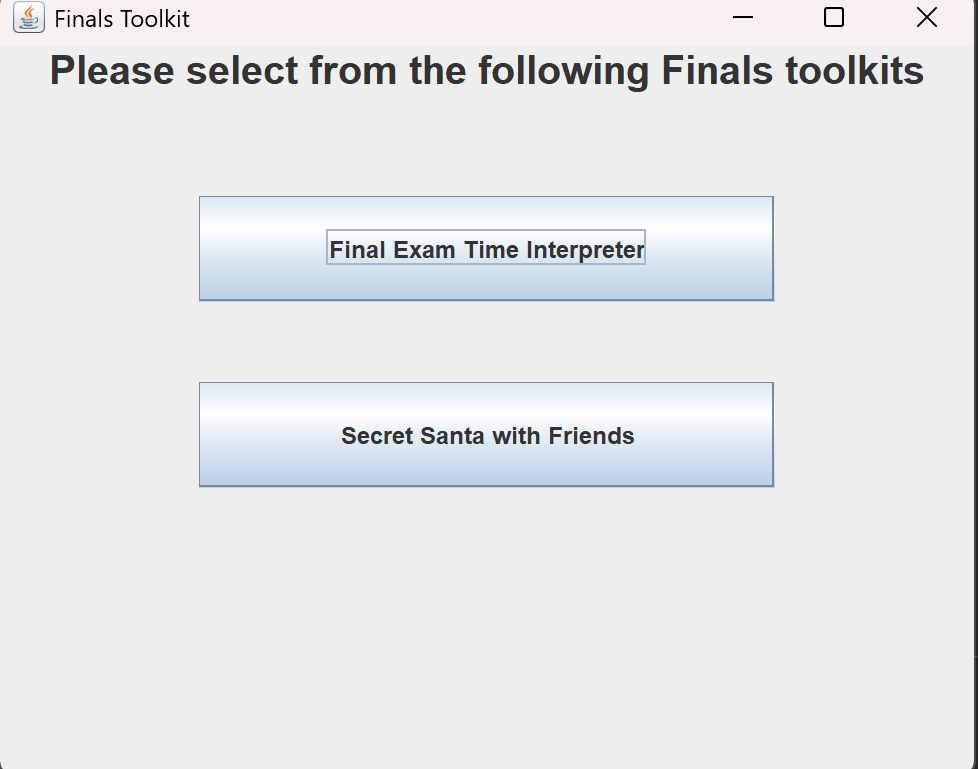 Finals Toolkit
Please select from the following Finals toolkits
Final Exam Time Interpreter
Secret Santa with Friends